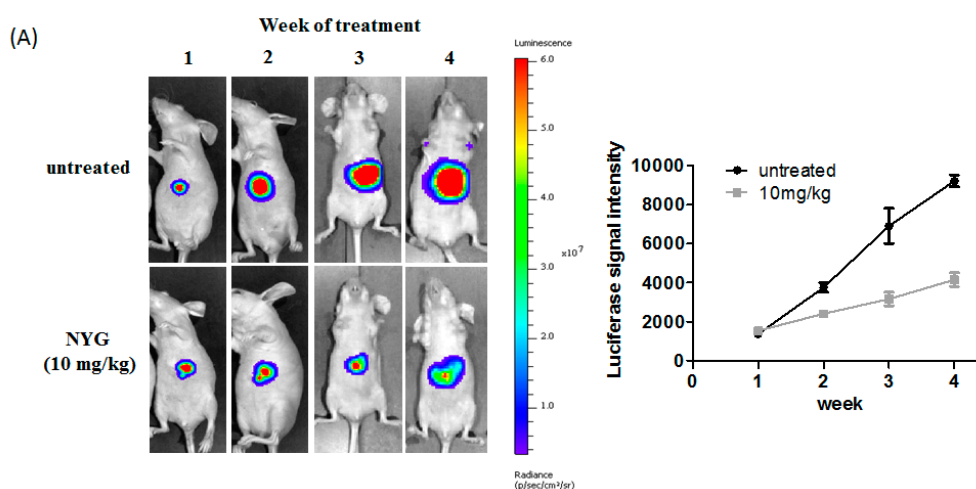 (A)
Week of treatment
1 2 3 4
untreated
NYG
(10 mg/kg)
Luminescence
6.0
5.0
4.0
x10⁷
3.0
2.0
1.0
Radiance
(p/sec/cm²/sr)
Luciferase signal intensity
10000
8000
6000
4000
2000
0
untreated
10mg/kg
0 1 2 3 4
week